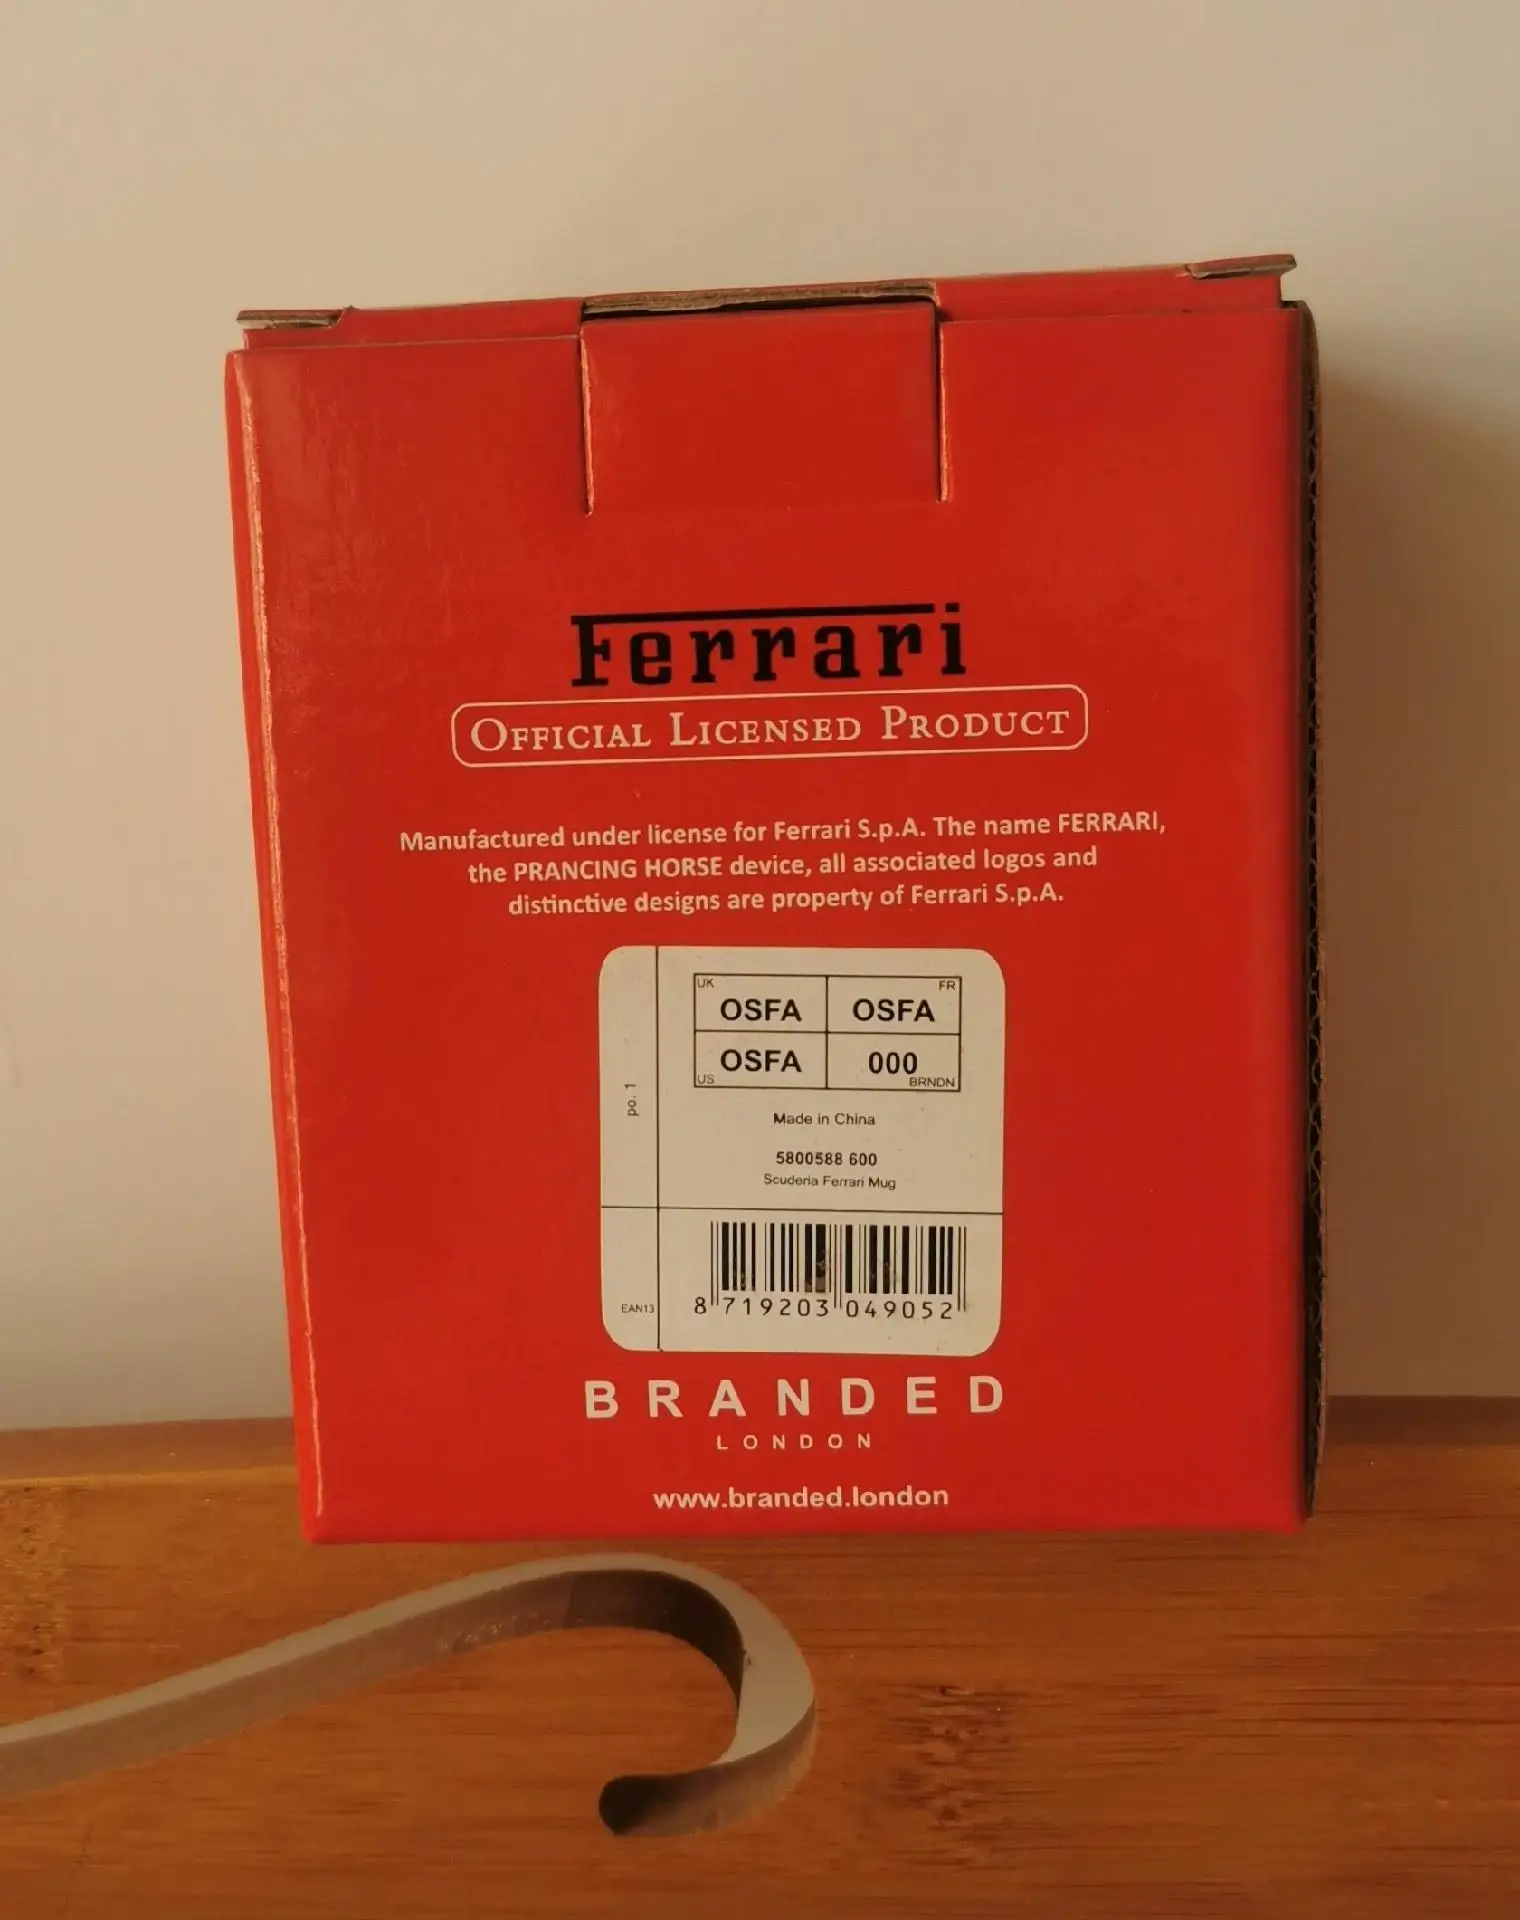 Ferrari
OFFICIAL LICENSED PRODUCT
Manufactured under license for Ferrari S.p.A. The name FERRARI,
the PRANCING HORSE device, all associated logos and
distinctive designs are property of Ferrari S.p.A.
UK OSFA OSFA FR
US OSFA 000 BRNDN
po. 1
Made in China
5800588 600
Scuderia Ferrari Mug
EAN13
8 719203 049052
BRANDED
LONDON
www.branded.london